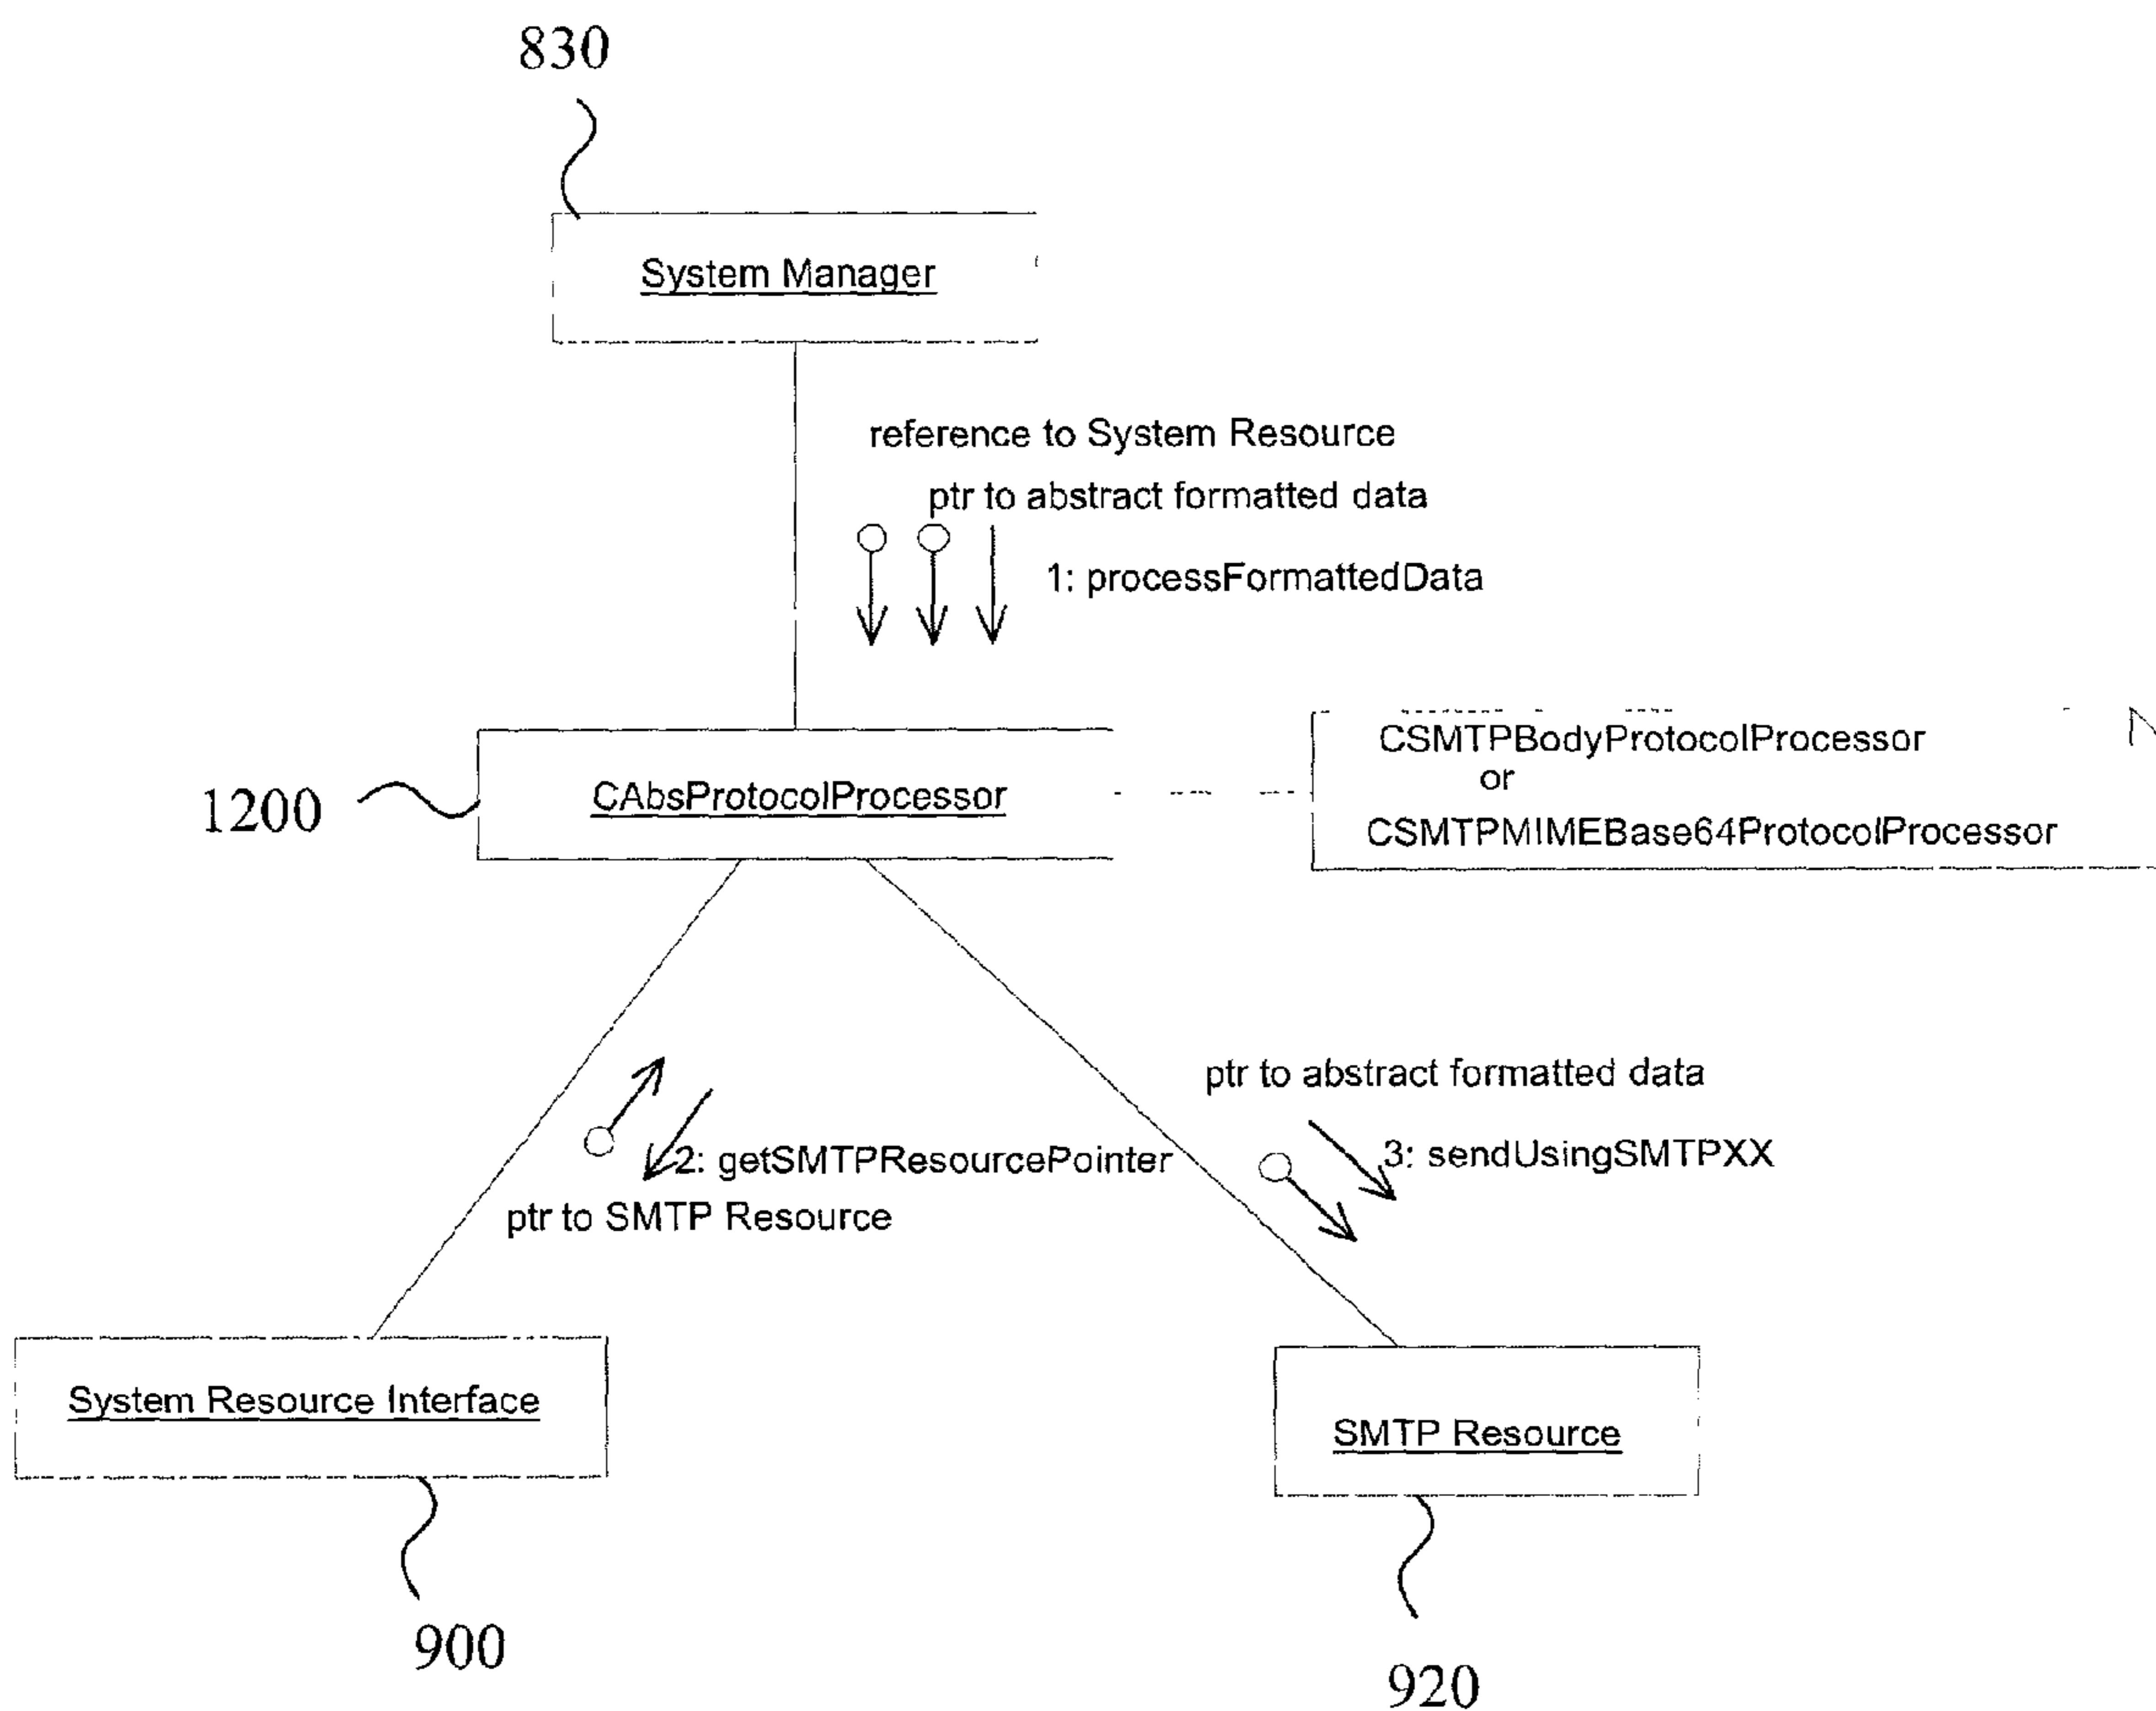 830
System Manager
reference to System Resource
ptr to abstract formatted data
1: processFormattedData
1200
CAbsProtocolProcessor
CSMTPBodyProtocolProcessor
or
CSMTPMIMEBase64ProtocolProcessor
2: getSMTPResourcePointer
ptr to SMTP Resource
ptr to abstract formatted data
3: sendUsingSMTPXX
System Resource Interface
SMTP Resource
900
920